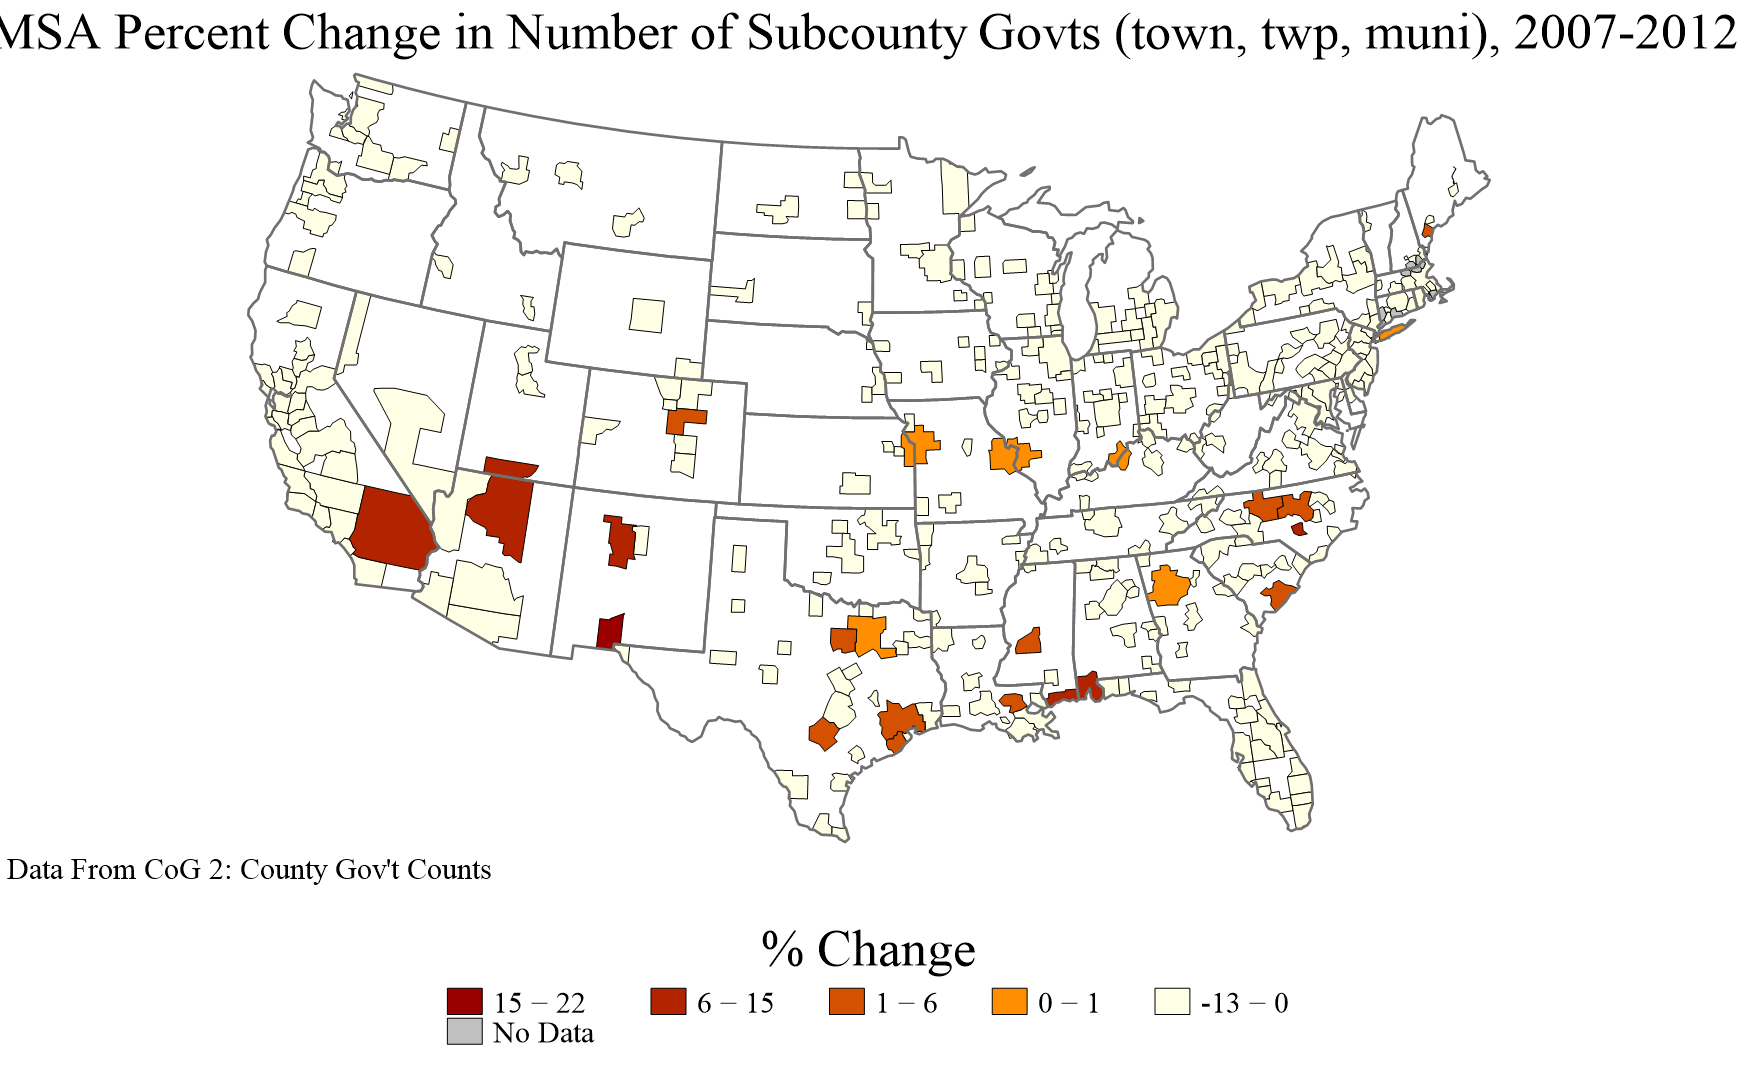 MSA Percent Change in Number of Subcounty Govts (town, twp, muni), 2007-2012
Data From CoG 2: County Gov't Counts
% Change
15 – 22 6 – 15 1 – 6 0 – 1 -13 – 0
No Data